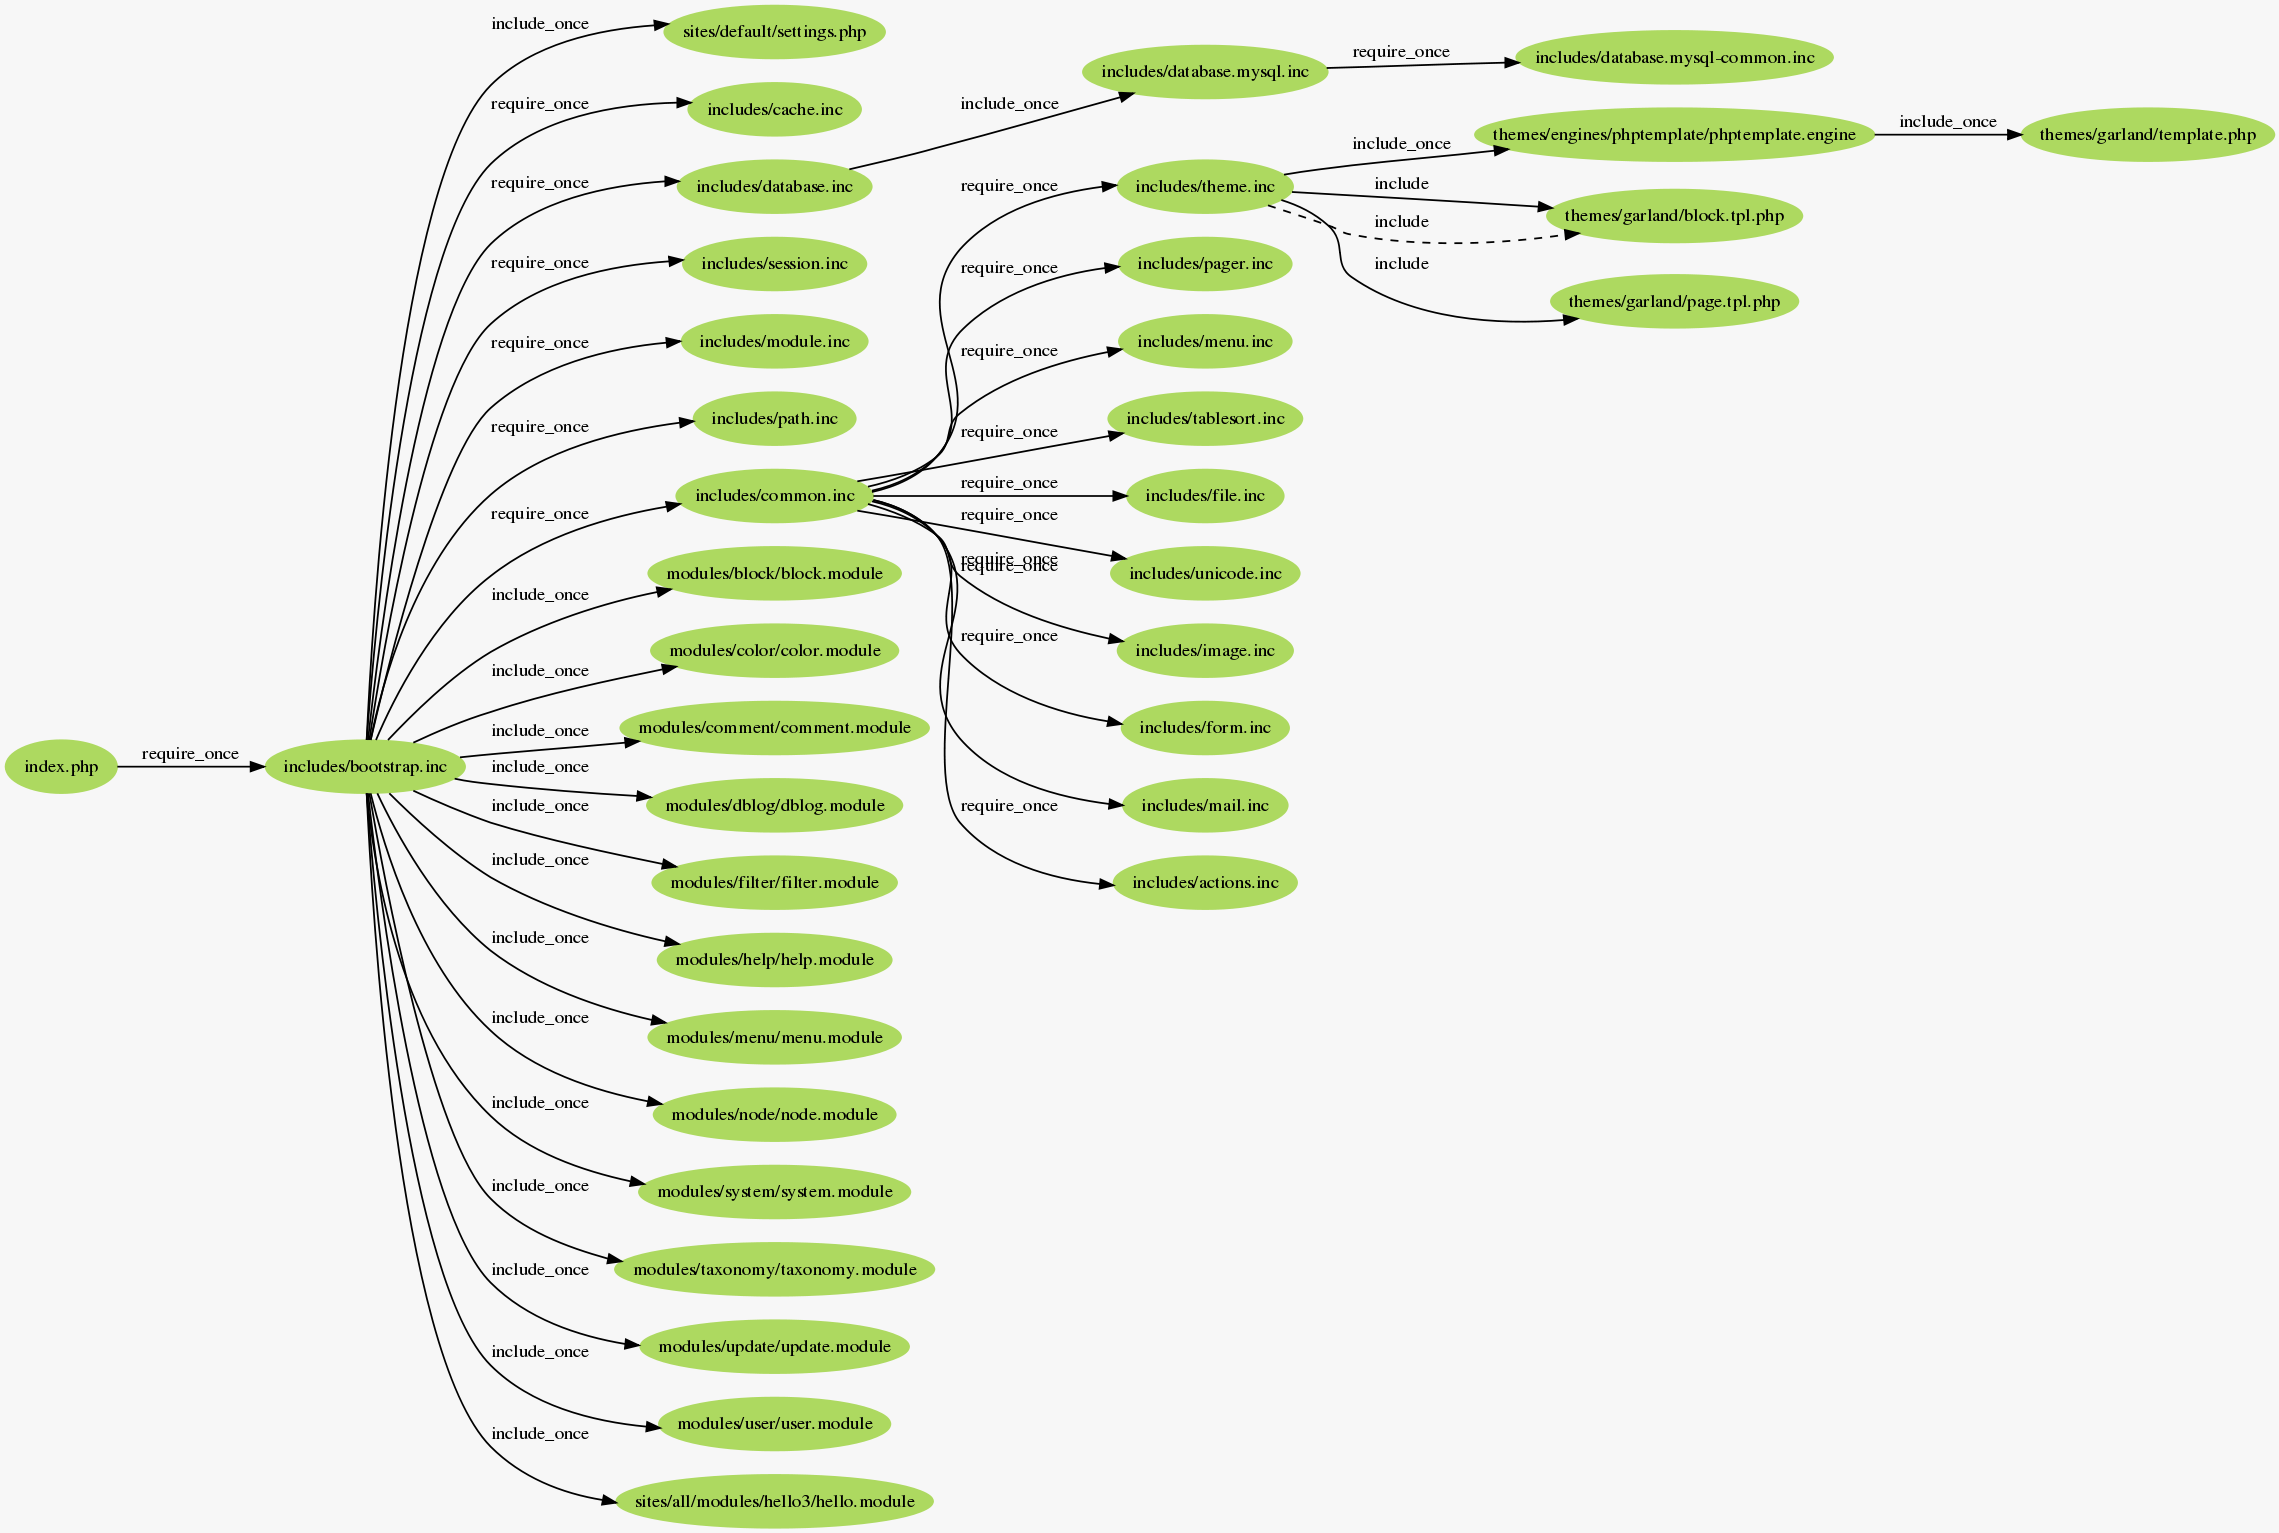 index.php
require_once
includes/bootstrap.inc
include_once
sites/default/settings.php
require_once
includes/cache.inc
require_once
includes/database.inc
require_once
includes/session.inc
require_once
includes/module.inc
require_once
includes/path.inc
require_once
includes/common.inc
include_once
modules/block/block.module
include_once
modules/color/color.module
include_once
modules/comment/comment.module
include_once
modules/dblog/dblog.module
include_once
modules/filter/filter.module
include_once
modules/help/help.module
include_once
modules/menu/menu.module
include_once
modules/node/node.module
include_once
modules/system/system.module
include_once
modules/taxonomy/taxonomy.module
include_once
modules/update/update.module
include_once
modules/user/user.module
include_once
sites/all/modules/hello3/hello.module
include_once
includes/database.mysql.inc
require_once
includes/database.mysql-common.inc
require_once
includes/theme.inc
require_once
includes/pager.inc
require_once
includes/menu.inc
require_once
includes/tablesort.inc
require_once
includes/file.inc
require_once
includes/unicode.inc
require_once
includes/image.inc
require_once
includes/form.inc
require_once
includes/mail.inc
require_once
includes/actions.inc
include_once
themes/engines/phptemplate/phptemplate.engine
include_once
themes/garland/template.php
include
themes/garland/block.tpl.php
include
include
themes/garland/page.tpl.php